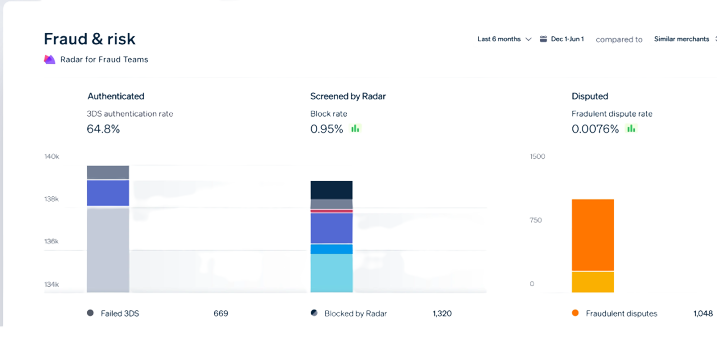 Fraud & risk
Last 6 months Dec 1-Jun 1 compared to Similar merchants
Radar for Fraud Teams
Authenticated
3DS authentication rate
64.8%
Screened by Radar
Block rate
0.95%
Disputed
Fradulent dispute rate
0.0076%
140k
138k
136k
134k
1500
750
0
Failed 3DS 669
Blocked by Radar 1,320
Fraudulent disputes 1,048